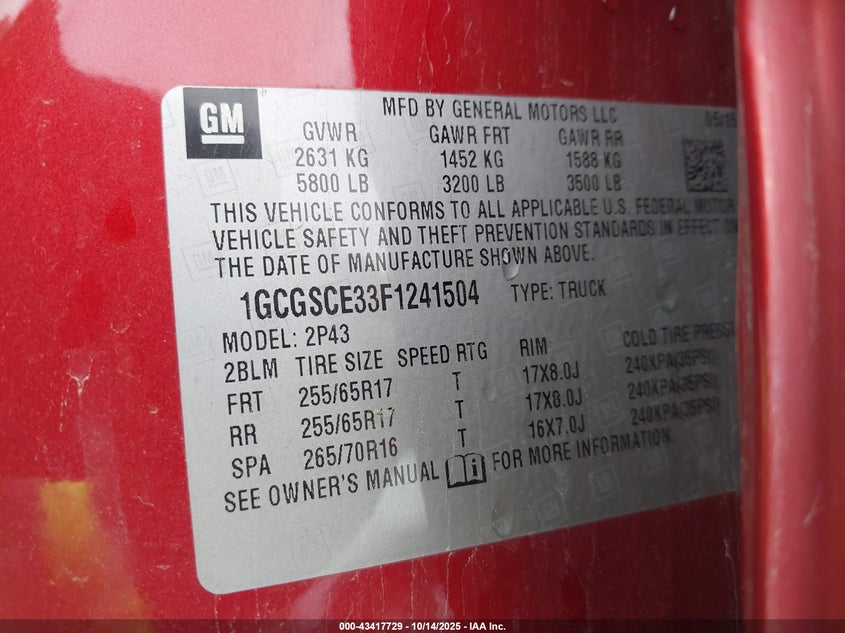 GM
MFD BY GENERAL MOTORS LLC 05/15
GVWR GAWR FRT GAWR RR
2631 KG 1452 KG 1588 KG
5800 LB 3200 LB 3500 LB
THIS VEHICLE CONFORMS TO ALL APPLICABLE U.S. FEDERAL MOTOR
VEHICLE SAFETY AND THEFT PREVENTION STANDARDS IN EFFECT ON
THE DATE OF MANUFACTURE SHOWN ABOVE.
1GCGSCE33F1241504 TYPE: TRUCK
MODEL: 2P43
2BLM TIRE SIZE SPEED RTG RIM COLD TIRE PRESSU
FRT 255/65R17 T 17X8.0J 240KPA(35PSI)
RR 255/65R17 T 17X8.0J 240KPA(35PSI)
SPA 265/70R16 T 16X7.0J 240KPA(35PSI)
SEE OWNER'S MANUAL FOR MORE INFORMATION.
000-43417729 - 10/14/2025 - IAA Inc.